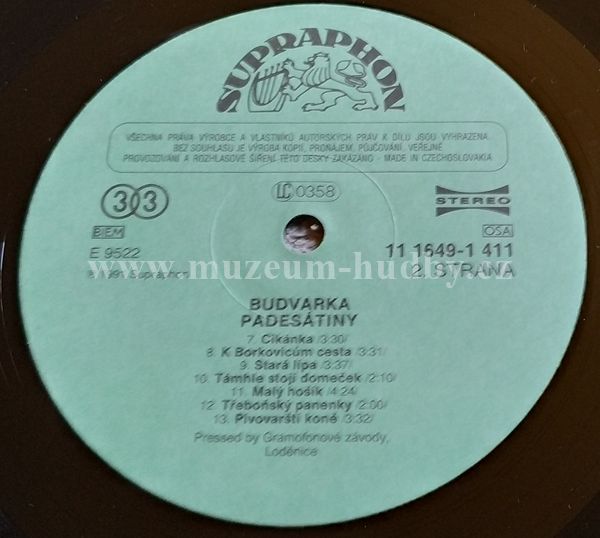 SUPRAPHON
VŠECHNA PRÁVA VÝROBCE A VLASTNÍKŮ AUTORSKÝCH PRÁV K DÍLU JSOU VYHRAZENA.
BEZ SOUHLASU JE VÝROBA KOPIÍ, PRONÁJEM, PŮJČOVÁNÍ, VEŘEJNÉ
PROVOZOVÁNÍ A ROZHLASOVÉ ŠÍŘENÍ TÉTO DESKY ZAKÁZÁNO - MADE IN CZECHOSLOVAKIA
33
LC 0358
STEREO
BIEM
OSA
E 9522
11 1649-1 411
1991 Supraphon
2. STRANA
www.muzeum-hudby.cz
BUDVARKA
PADESÁTINY
7. Cikánka /3:30/
8. K Borkovicům cesta /3:31/
9. Stará lípa /3:37/
10. Támhle stojí domeček /2:10/
11. Malý hošík /4:24/
12. Třeboňský panenky /2:00/
13. Pivovarští koně /3:32/
Pressed by Gramofonové závody,
Loděnice